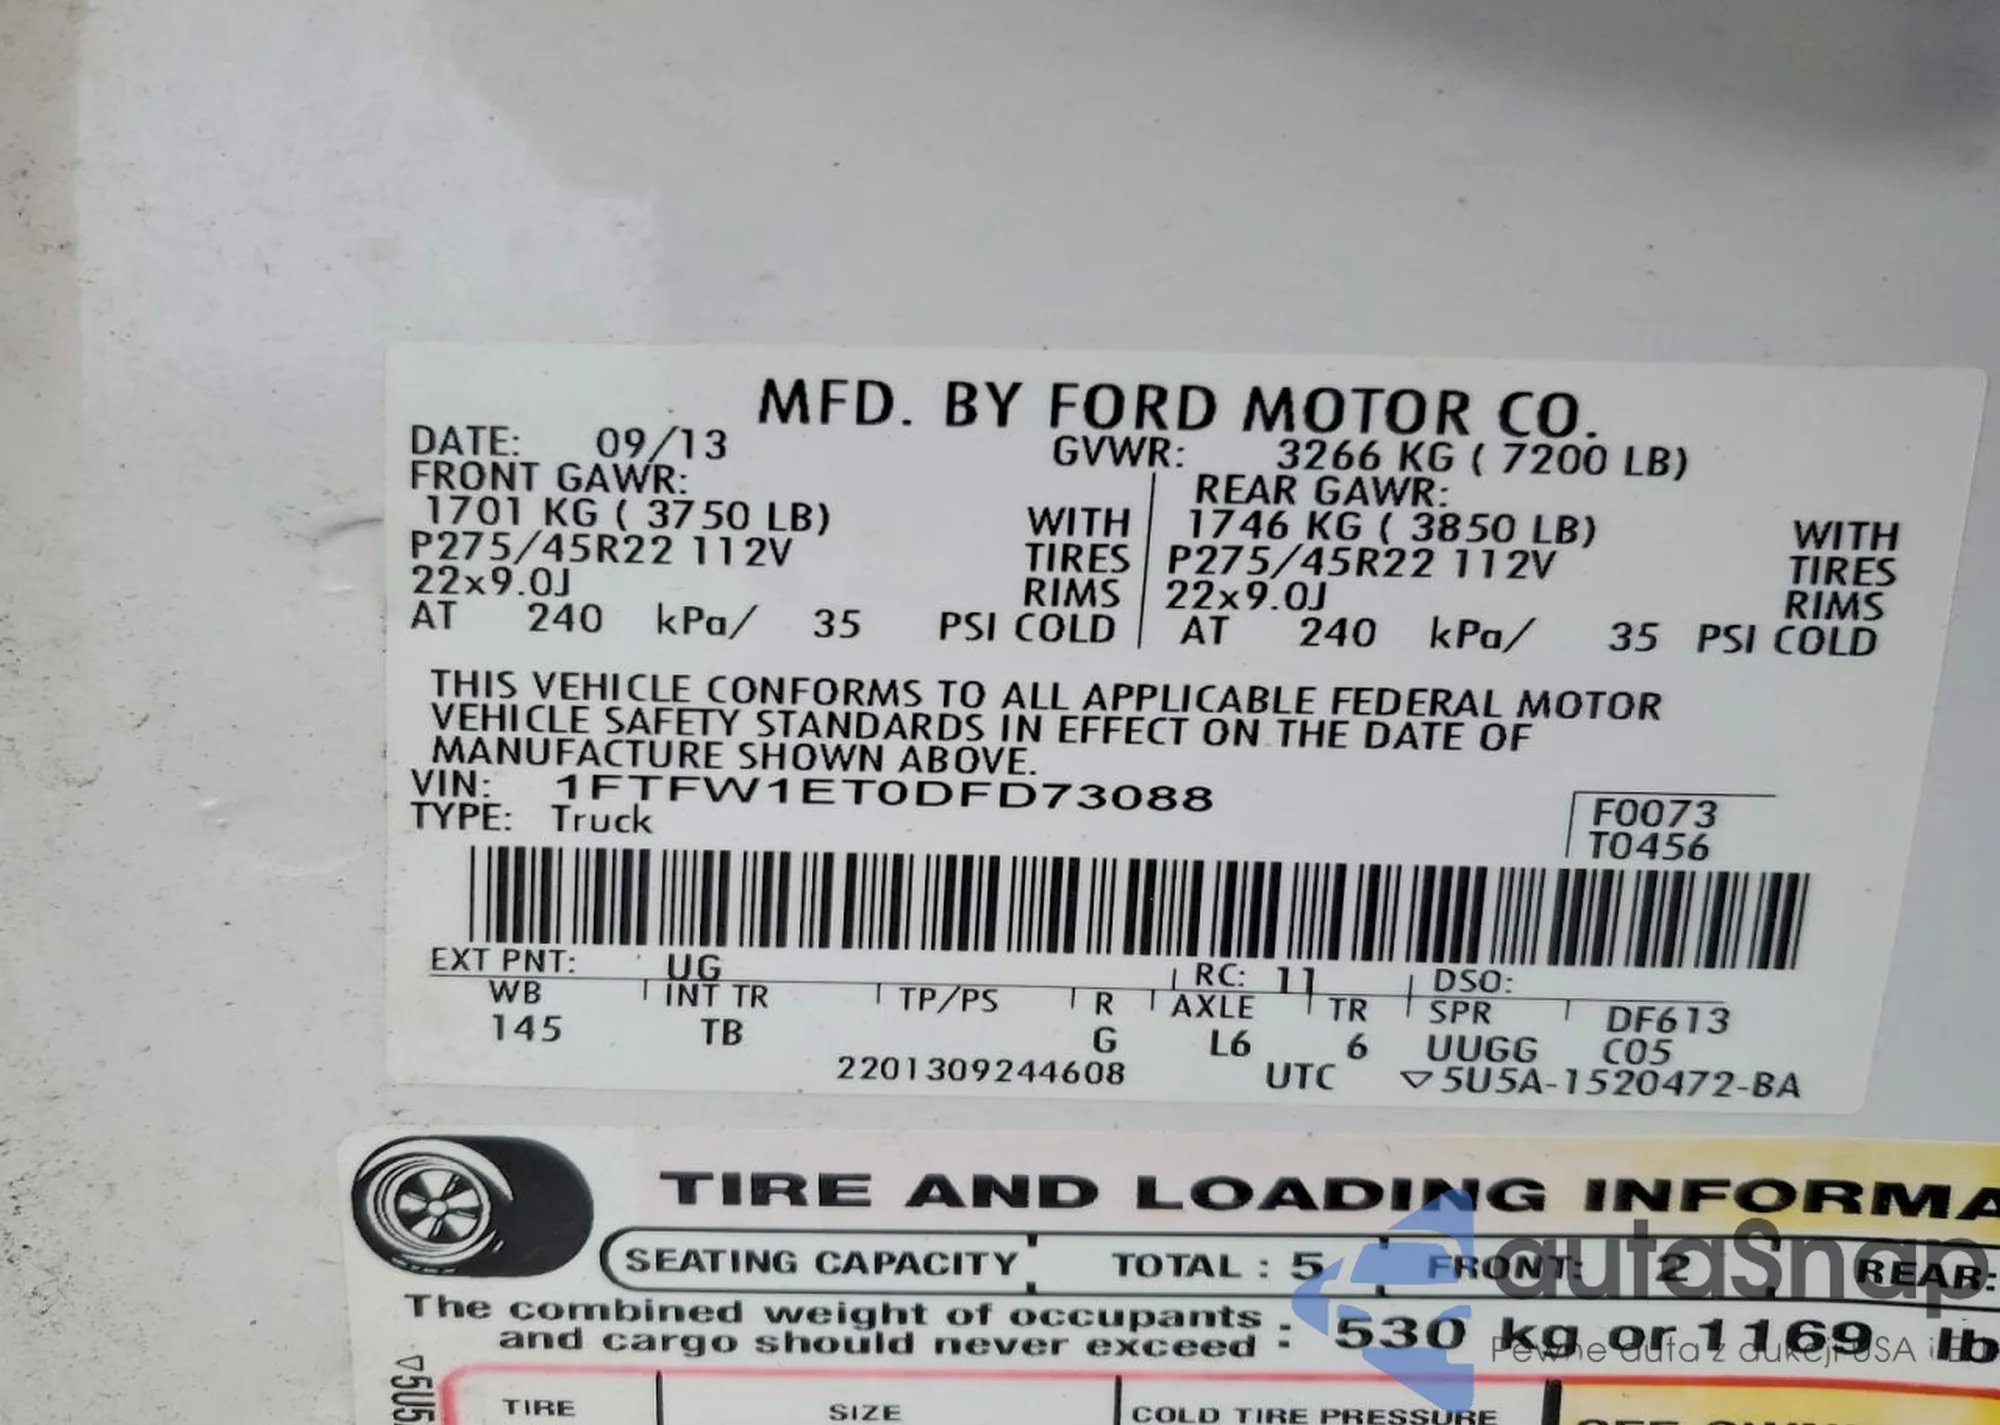 MFD. BY FORD MOTOR CO.
DATE: 09/13 GVWR: 3266 KG ( 7200 LB)
FRONT GAWR: REAR GAWR:
1701 KG ( 3750 LB) WITH 1746 KG ( 3850 LB) WITH
P275/45R22 112V TIRES P275/45R22 112V TIRES
22x9.0J RIMS 22x9.0J RIMS
AT 240 kPa/ 35 PSI COLD AT 240 kPa/ 35 PSI COLD
THIS VEHICLE CONFORMS TO ALL APPLICABLE FEDERAL MOTOR
VEHICLE SAFETY STANDARDS IN EFFECT ON THE DATE OF
MANUFACTURE SHOWN ABOVE.
VIN: 1FTFW1ET0DFD73088 F0073
TYPE: Truck T0456
EXT PNT: UG RC: 11 DSO:
WB INT TR TP/PS R AXLE TR SPR DF613
145 TB G L6 6 UUGG C05
2201309244608 UTC ▽5U5A-1520472-BA
TIRE AND LOADING INFORMA
SEATING CAPACITY TOTAL : 5 FRONT: 2 REAR:
The combined weight of occupants
and cargo should never exceed : 530 kg or 1169 lb
▽5U5
TIRE SIZE COLD TIRE PRESSURE
autaSnap
Pewne auta z aukcji USA i